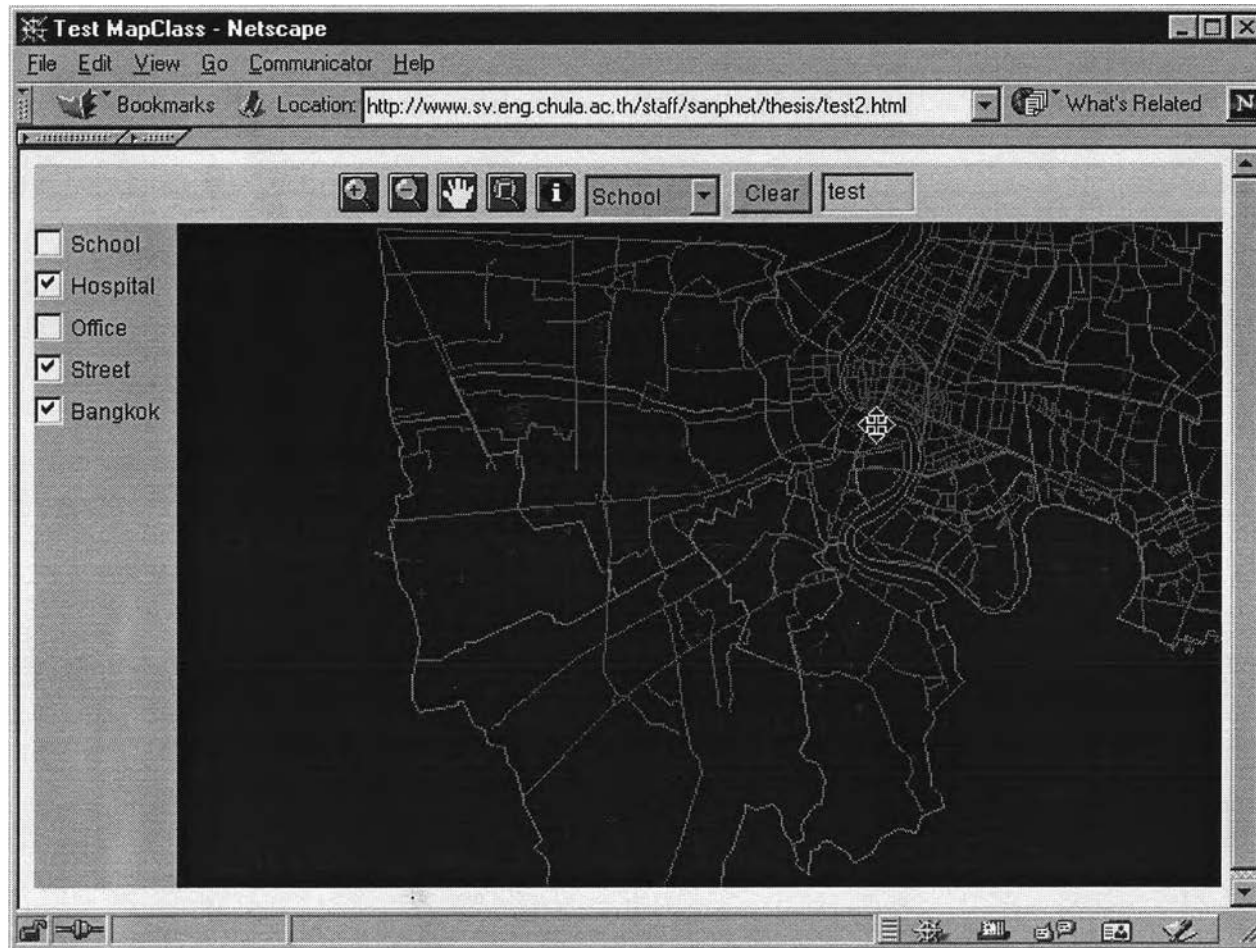 Test MapClass - Netscape
File Edit View Go Communicator Help
Bookmarks Location: http://www.sv.eng.chula.ac.th/staff/sanphet/thesis/test2.html What's Related N
School Clear test
School
Hospital
Office
Street
Bangkok